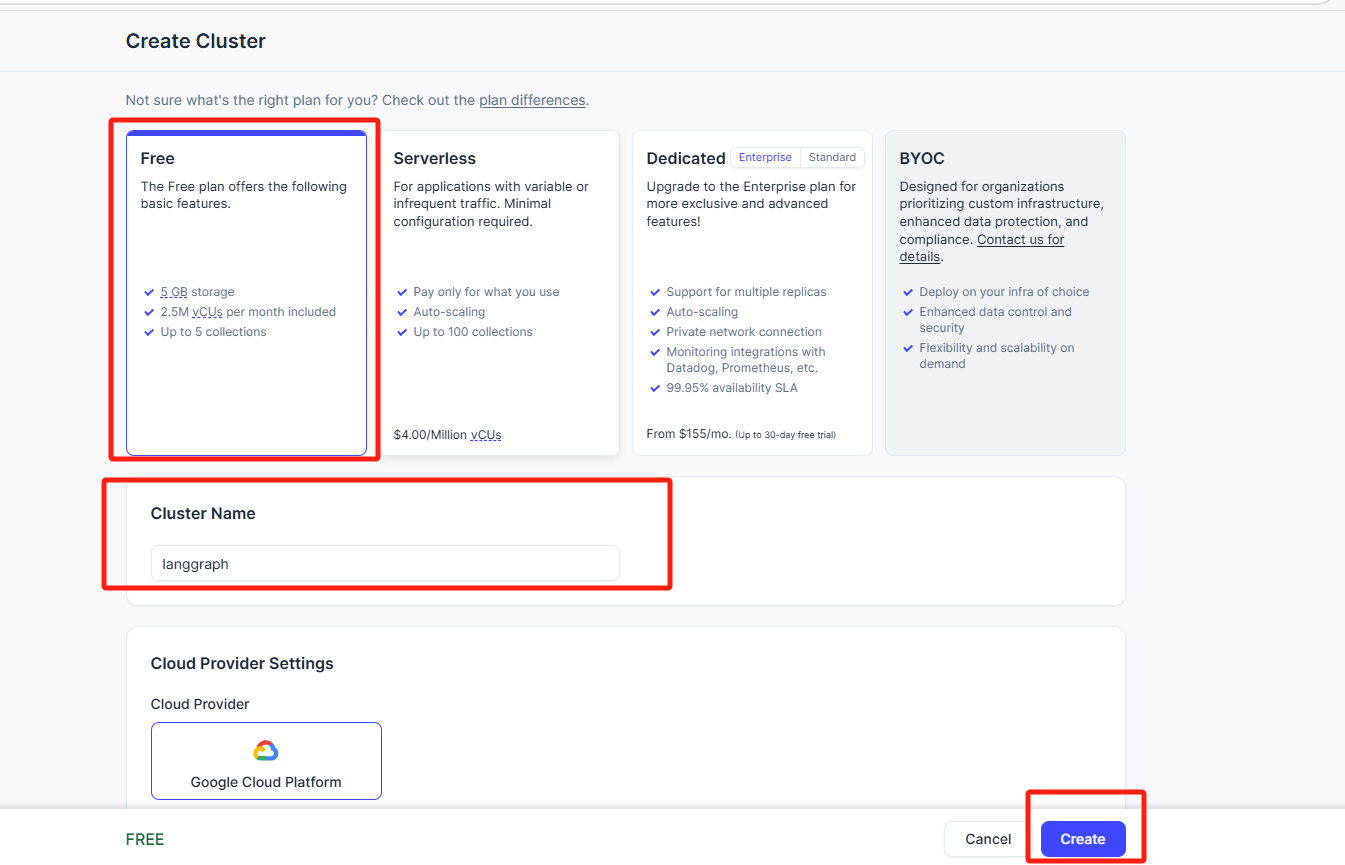 Create Cluster
Not sure what's the right plan for you? Check out the plan differences.
Free
The Free plan offers the following
basic features.
5 GB storage
2.5M vCUs per month included
Up to 5 collections
Serverless
For applications with variable or
infrequent traffic. Minimal
configuration required.
Pay only for what you use
Auto-scaling
Up to 100 collections
$4.00/Million vCUs
Dedicated Enterprise Standard
Upgrade to the Enterprise plan for
more exclusive and advanced
features!
Support for multiple replicas
Auto-scaling
Private network connection
Monitoring integrations with
Datadog, Prometheus, etc.
99.95% availability SLA
From $155/mo. (Up to 30-day free trial)
BYOC
Designed for organizations
prioritizing custom infrastructure,
enhanced data protection, and
compliance. Contact us for
details.
Deploy on your infra of choice
Enhanced data control and
security
Flexibility and scalability on
demand
Cluster Name
langgraph
Cloud Provider Settings
Cloud Provider
Google Cloud Platform
FREE
Cancel
Create